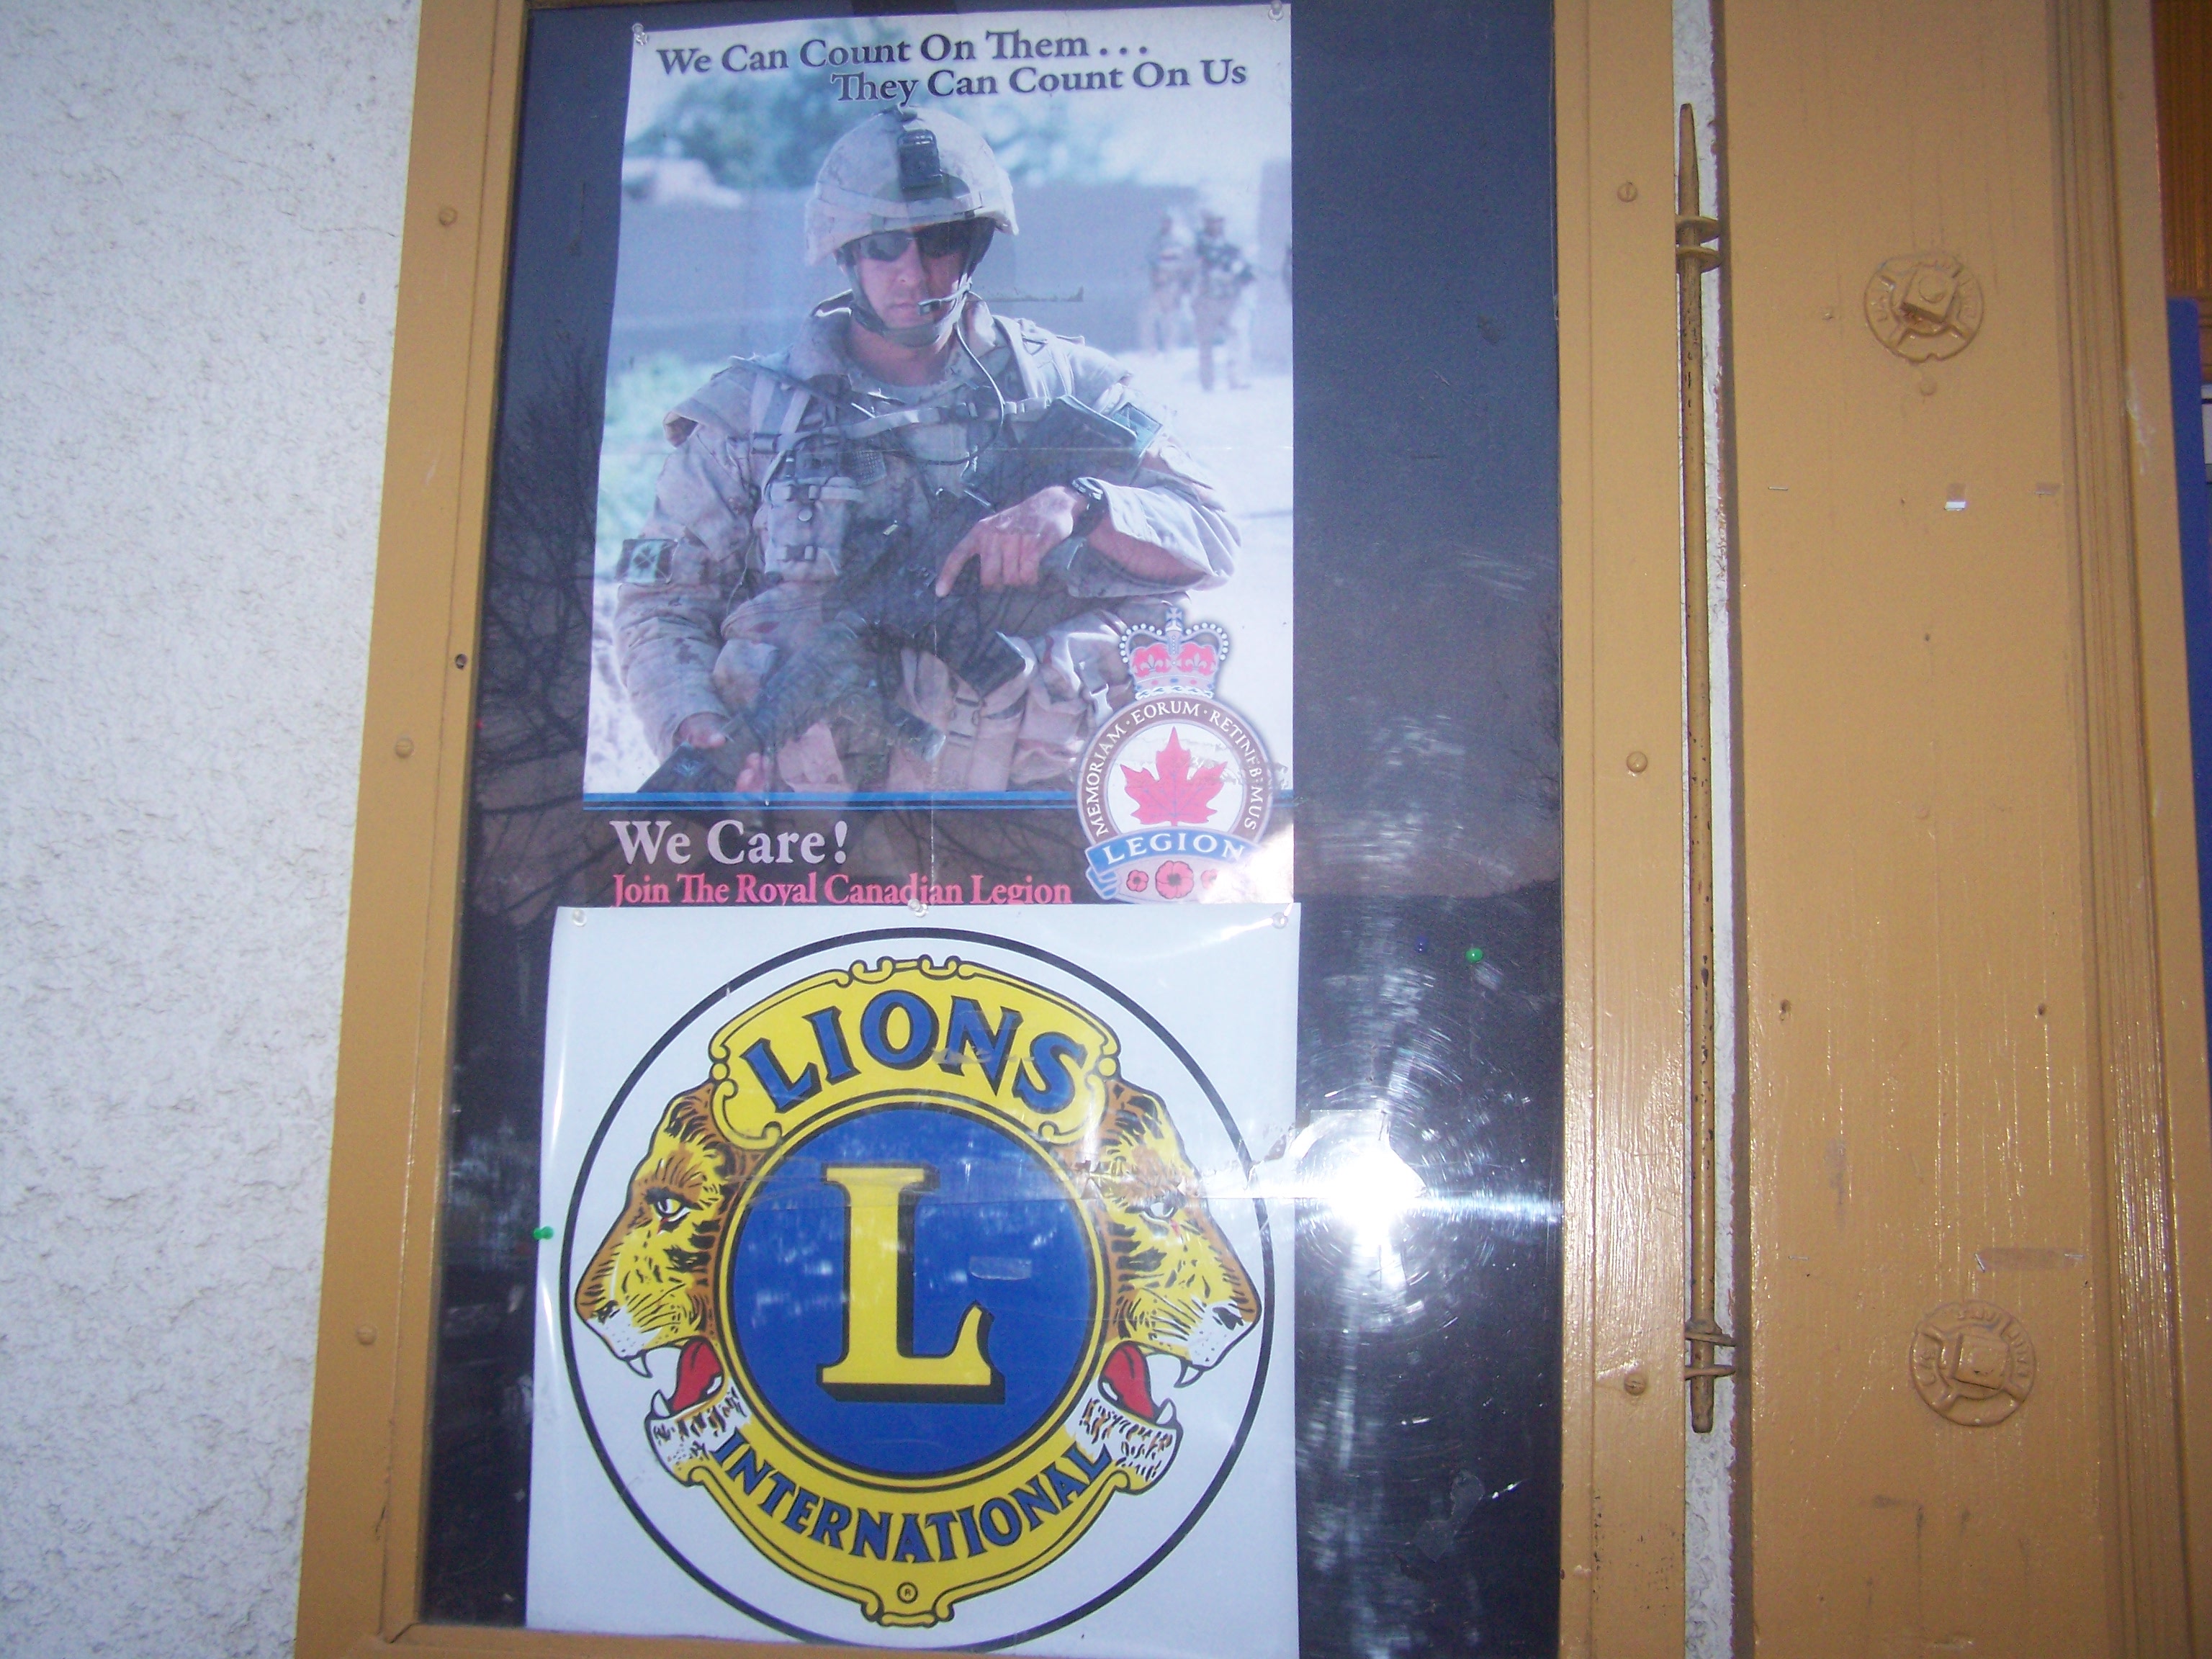 We Can Count On Them...
They Can Count On Us
MEMORIAM · EORUM · RETINEBIMUS
LEGION
We Care!
Join The Royal Canadian Legion
LIONS
L
INTERNATIONAL
®